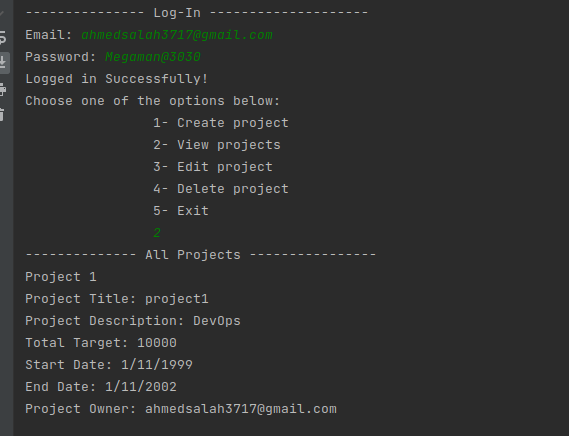 --------------- Log-In --------------------
Email: ahmedsalah3717@gmail.com
Password: Megaman@3030
Logged in Successfully!
Choose one of the options below:
1- Create project
2- View projects
3- Edit project
4- Delete project
5- Exit
2
-------------- All Projects ----------------
Project 1
Project Title: project1
Project Description: DevOps
Total Target: 10000
Start Date: 1/11/1999
End Date: 1/11/2002
Project Owner: ahmedsalah3717@gmail.com